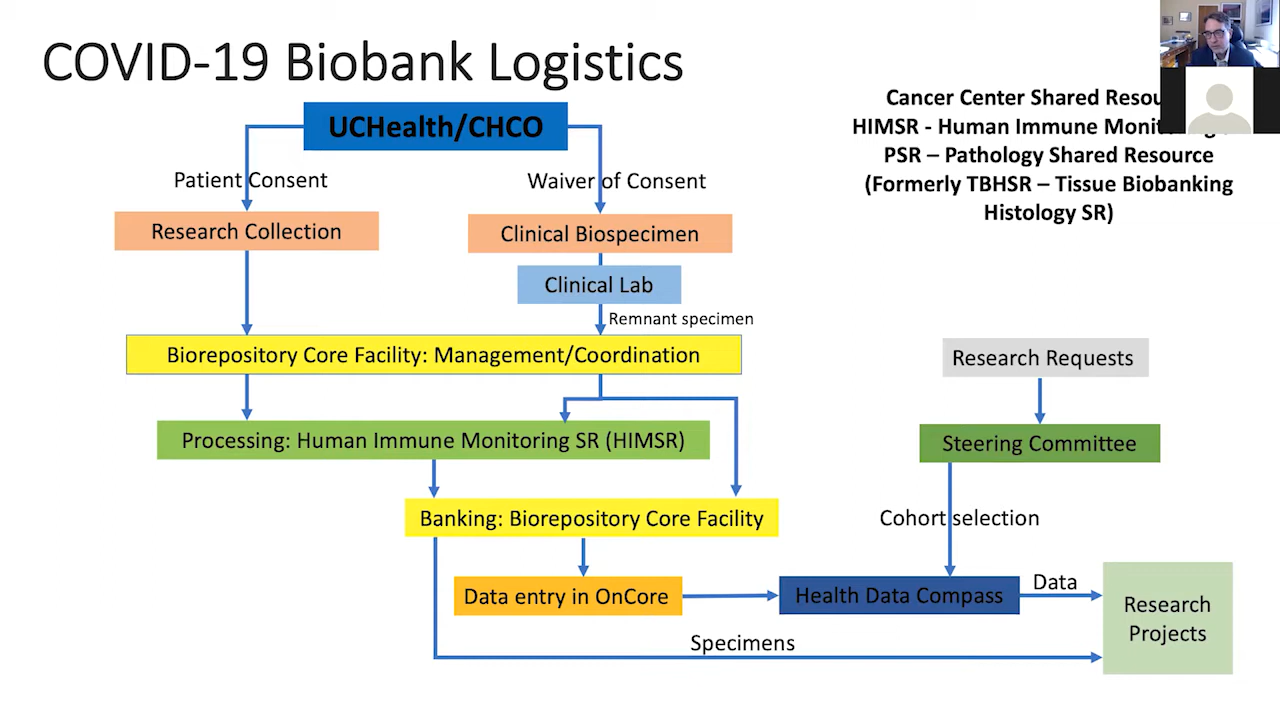 COVID-19 Biobank Logistics
Cancer Center Shared
HIMSR - Human Immune
PSR – Pathology Shared Resource
(Formerly TBHSR – Tissue Biobanking
Histology SR)
UCHealth/CHCO
Patient Consent
Waiver of Consent
Research Collection
Clinical Biospecimen
Clinical Lab
Remnant specimen
Biorepository Core Facility: Management/Coordination
Research Requests
Processing: Human Immune Monitoring SR (HIMSR)
Steering Committee
Banking: Biorepository Core Facility
Cohort selection
Data entry in OnCore
Health Data Compass
Data
Research
Projects
Specimens